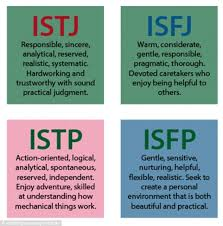 ISTJ
Responsible, sincere,
analytical, reserved,
realistic, systematic.
Hardworking and
trustworthy with sound
practical judgment.
ISFJ
Warm, considerate,
gentle, responsible,
pragmatic, thorough.
Devoted caretakers who
enjoy being helpful to
others.
ISTP
Action-oriented, logical,
analytical, spontaneous,
reserved, independent.
Enjoy adventure, skilled
at understanding how
mechanical things work.
ISFP
Gentle, sensitive,
nurturing, helpful,
flexible, realistic. Seek to
create a personal
environment that is both
beautiful and practical.